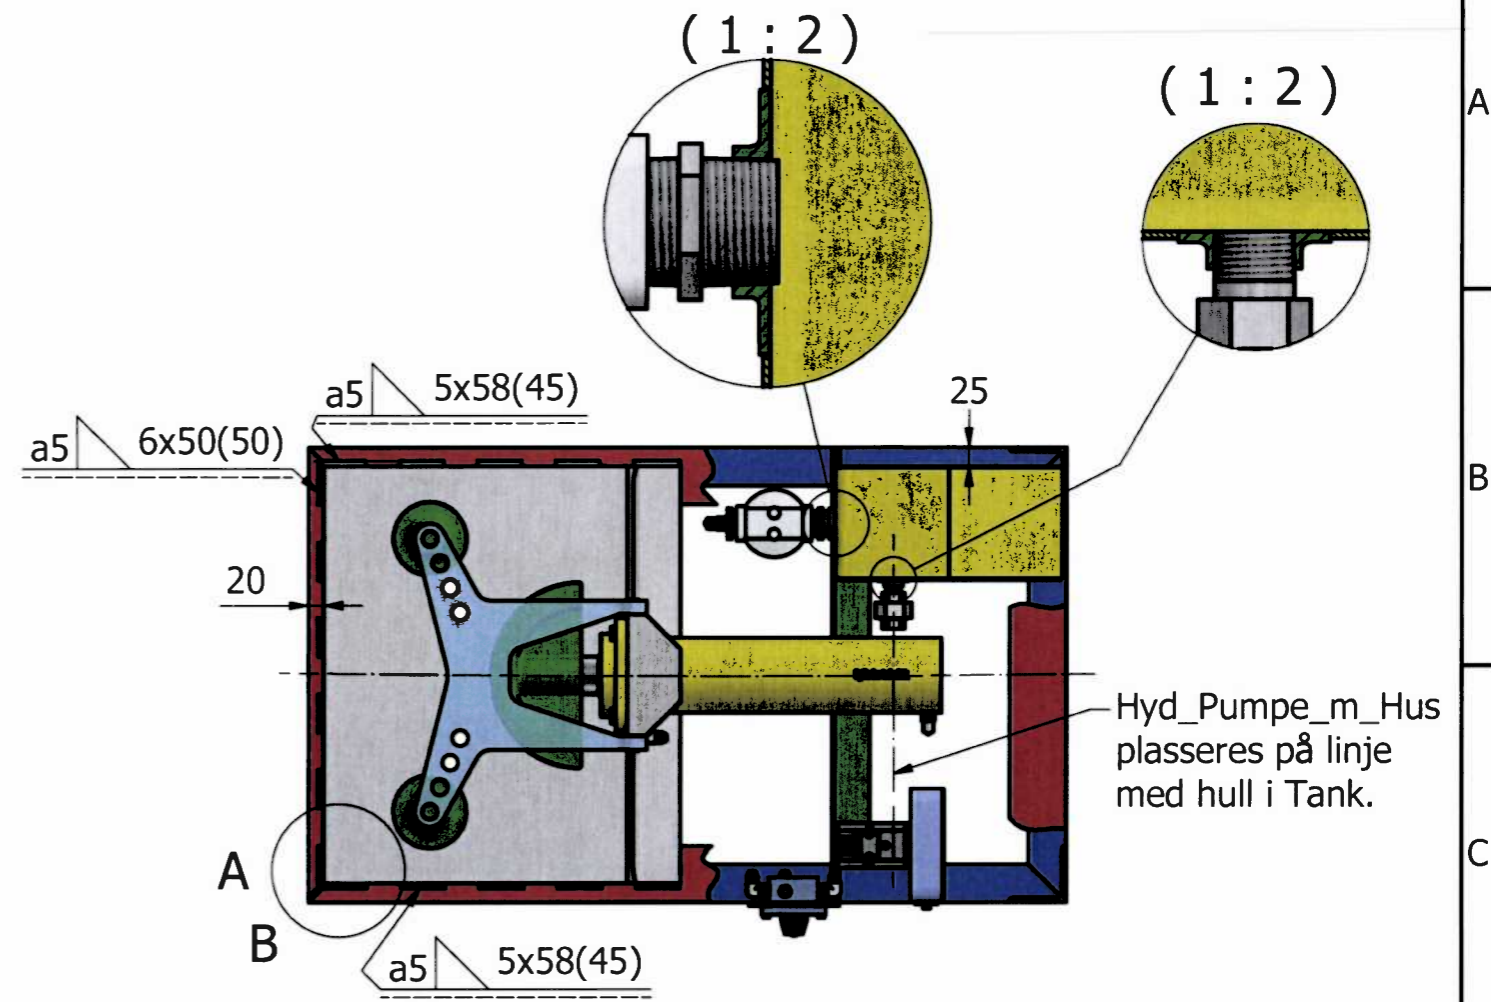 ( 1 : 2 )
( 1 : 2 )
A
a5 5x58(45)
25
a5 6x50(50)
B
20
Hyd_Pumpe_m_Hus
plasseres på linje
med hull i Tank.
C
A
B
a5 5x58(45)